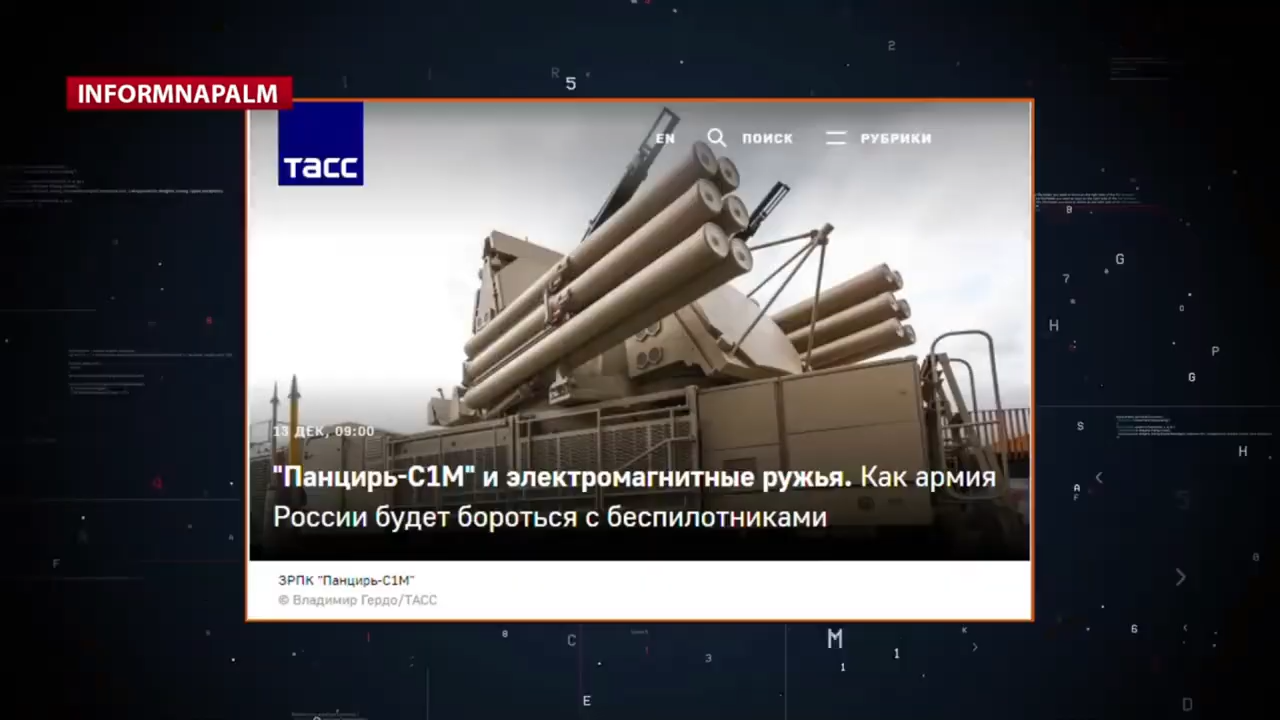 INFORMNAPALM
ТАСС
EN
ПОИСК
РУБРИКИ
13 ДЕК, 09:00
"Панцирь-С1М" и электромагнитные ружья. Как армия
России будет бороться с беспилотниками
ЗРПК "Панцирь-С1М"
© Владимир Гердо/ТАСС